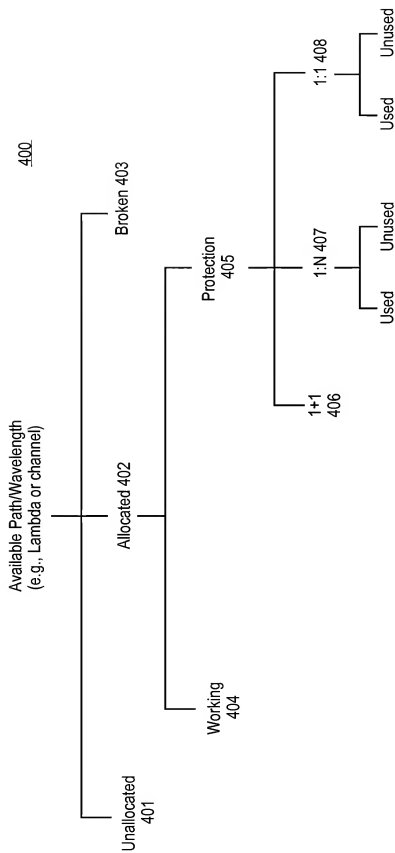 400
Available Path/Wavelength
(e.g., Lambda or channel)
Unallocated
401
Allocated 402
Broken 403
Working
404
Protection
405
1+1
406
1:N 407
1:1 408
Used
Unused
Used
Unused